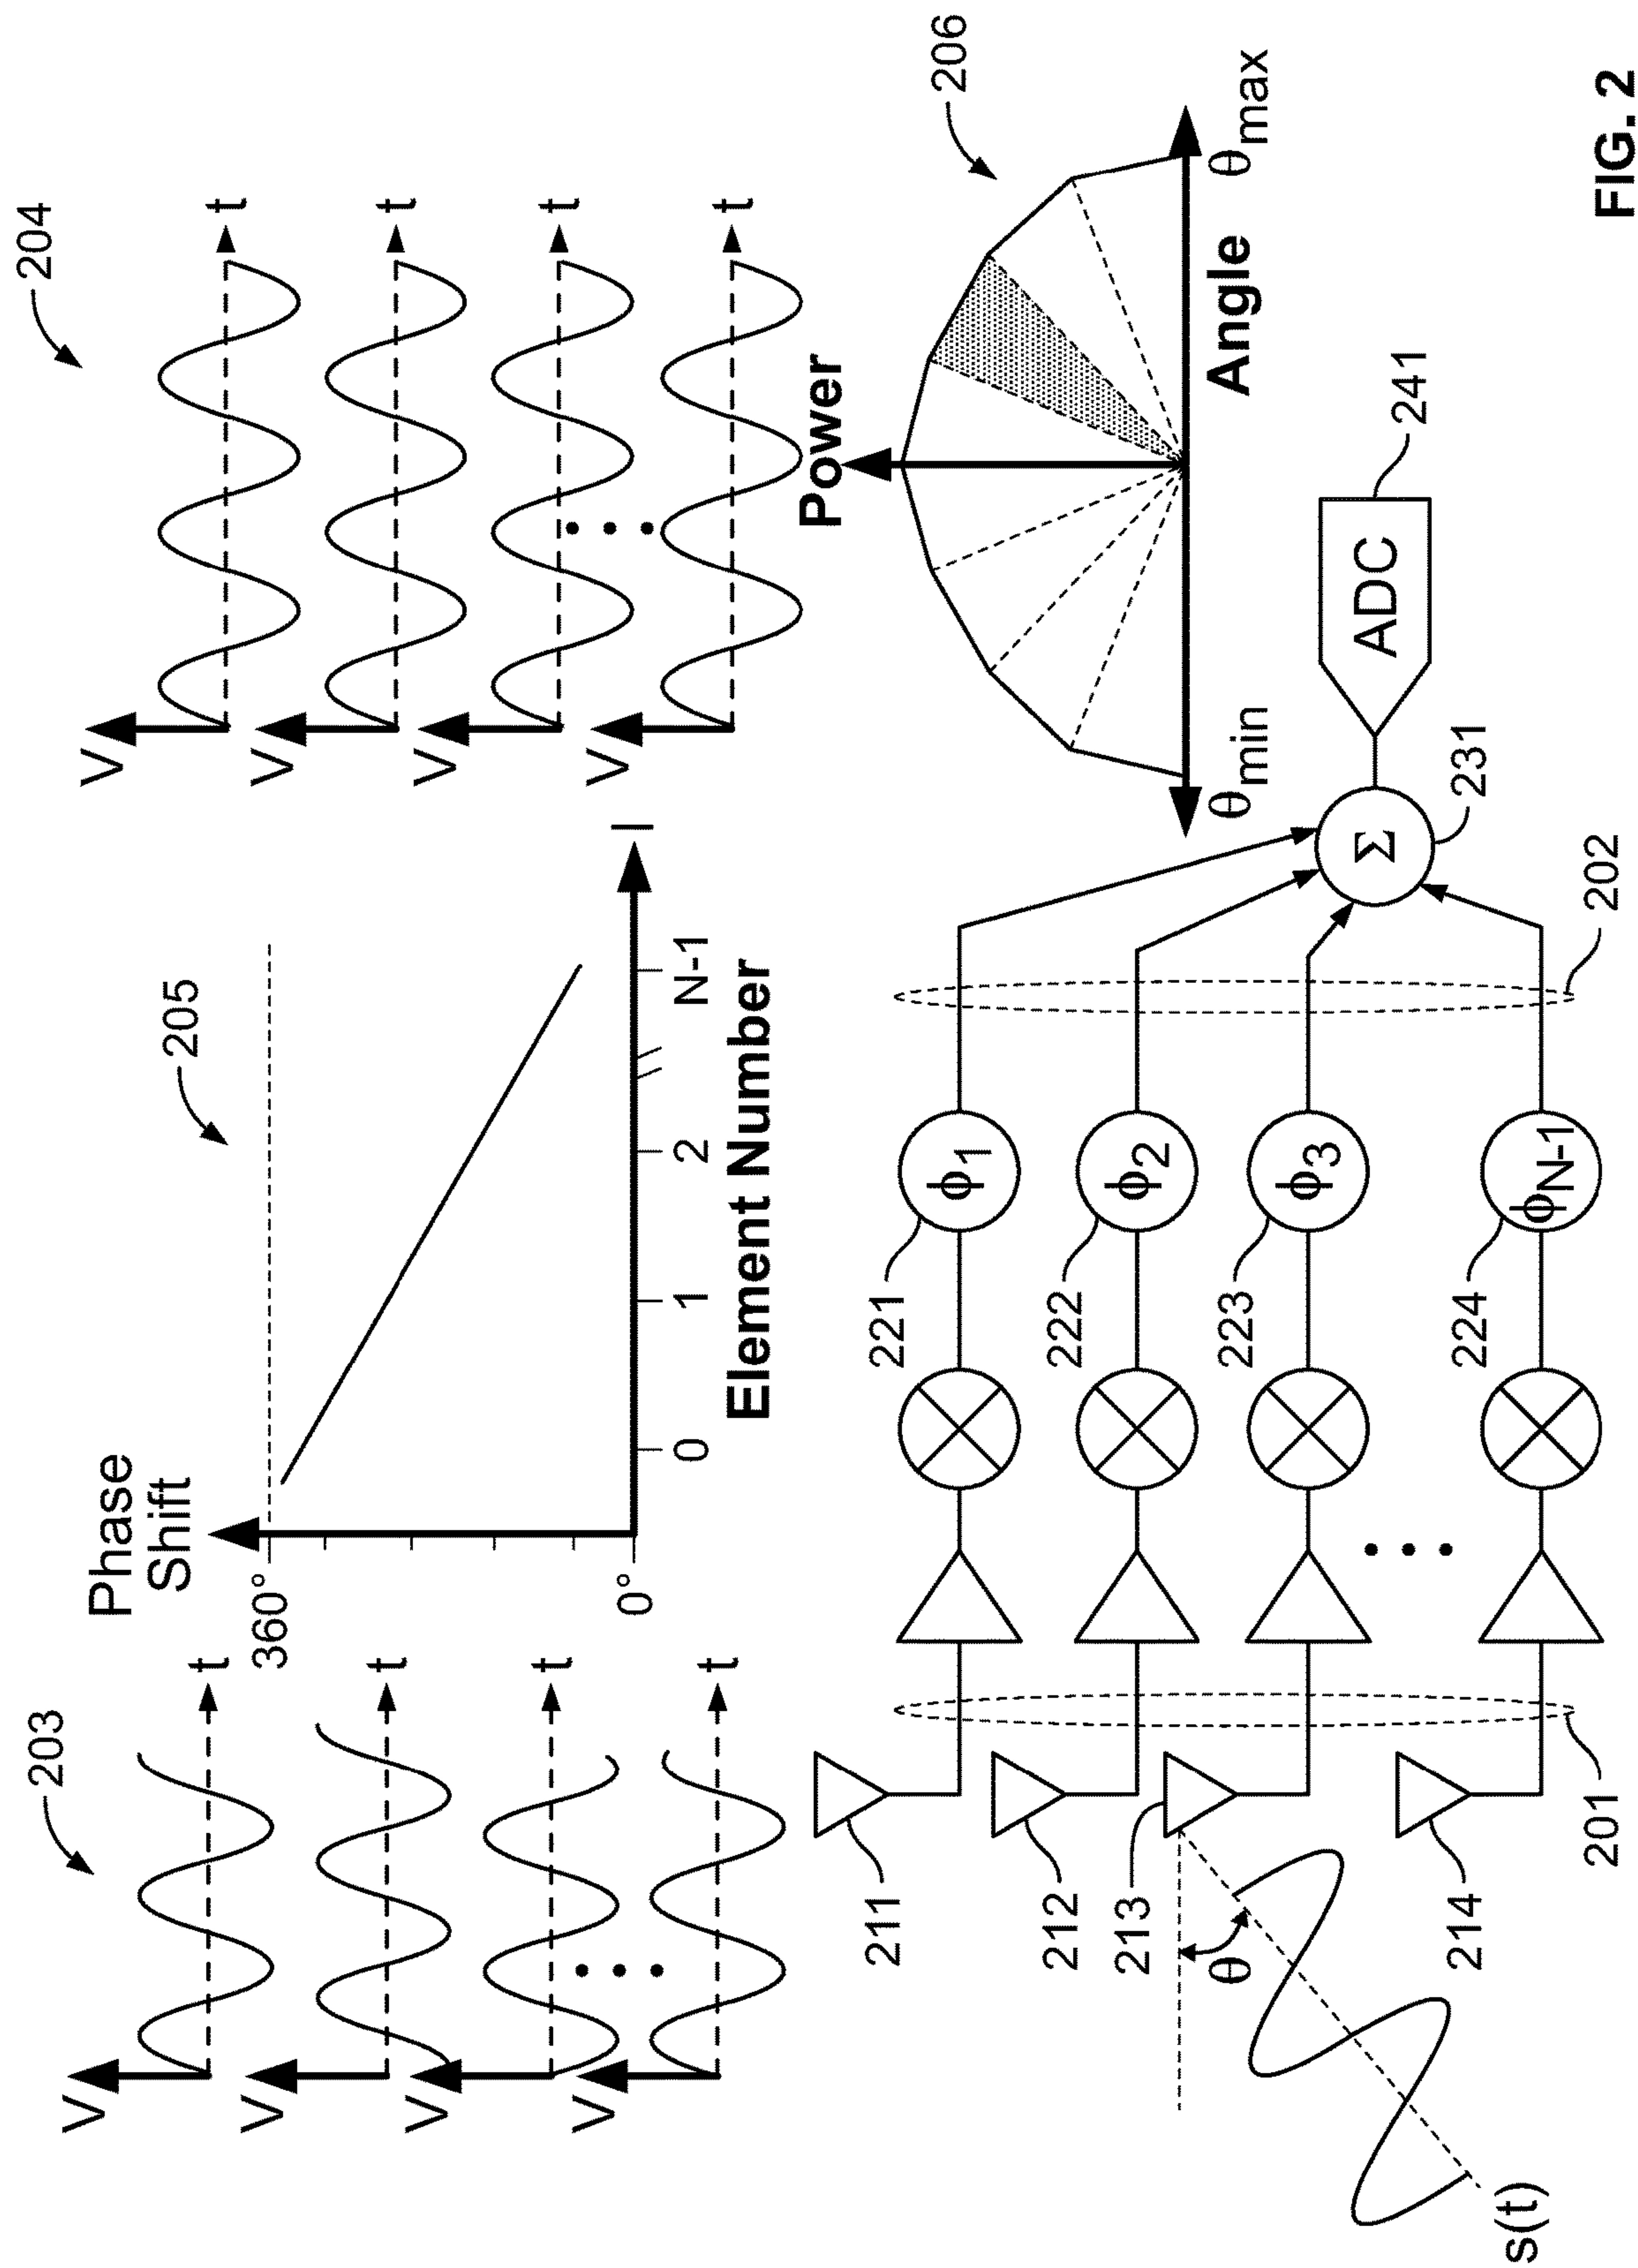 203
V
t
V
t
V
t
V
t
205
Phase
Shift
360°
0°
0
1
2
N-1
I
Element Number
204
V
t
V
t
V
t
V
t
206
Power
θmin
θmax
Angle
211
212
213
214
θ
s(t)
201
221
ϕ1
222
ϕ2
223
ϕ3
224
ϕN-1
202
Σ
231
ADC
241
FIG. 2